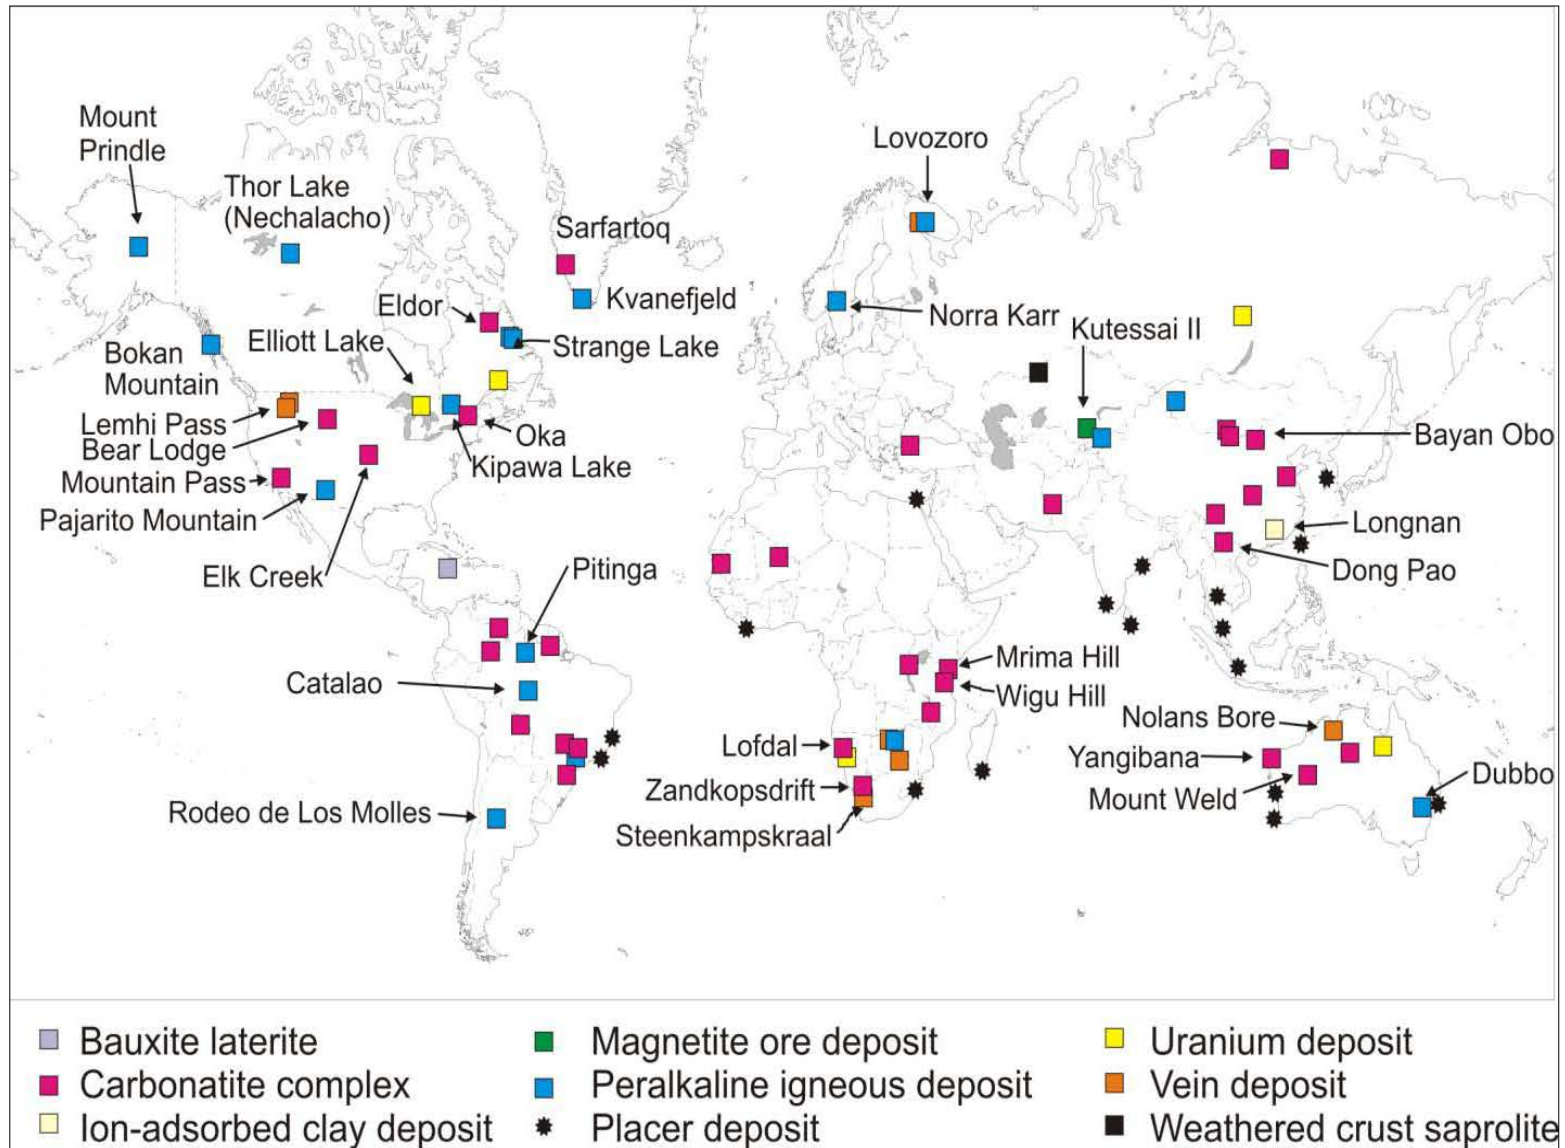 Mount
Prindle
Lovozoro
Thor Lake
(Nechalacho)
Sarfartoq
Kvanefjeld
Eldor
Norra Karr
Kutessai II
Elliott Lake
Strange Lake
Bokan
Mountain
Lemhi Pass
Bear Lodge
Oka
Kipawa Lake
Bayan Obo
Mountain Pass
Pajarito Mountain
Longnan
Elk Creek
Pitinga
Dong Pao
Mrima Hill
Catalao
Wigu Hill
Nolans Bore
Lofdal
Yangibana
Dubbo
Zandkopsdrift
Mount Weld
Rodeo de Los Molles
Steenkampskraal
Bauxite laterite
Magnetite ore deposit
Uranium deposit
Carbonatite complex
Peralkaline igneous deposit
Vein deposit
Ion-adsorbed clay deposit
Placer deposit
Weathered crust saprolite